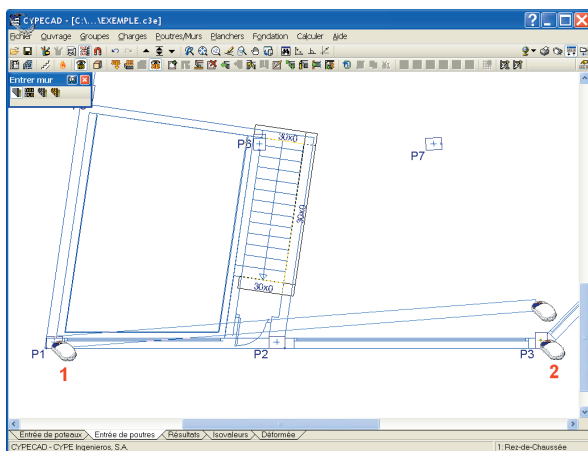 CYPECAD - [C:\...\EXEMPLE.c3e]
Fichier Ouvrage Groupes Charges Poutres/Murs Planchers Fondation Calculer Aide
Entrer mur
P6
30x0
P7
30x0
30x0
P1
P2
P3
1
2
Entrée de poteaux Entrée de poutres Résultats Isovaleurs Déformée
CYPECAD - CYPE Ingenieros, S.A.
1: Rez-de-Chaussée